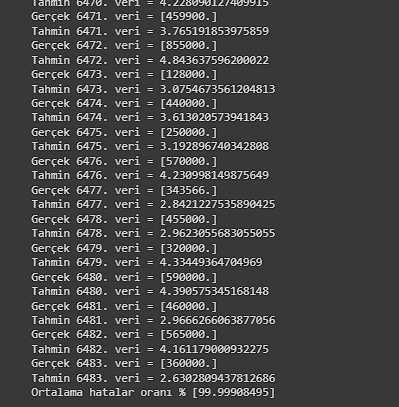 Tahmin 6470. veri = 4.228090127409915
Gerçek 6471. veri = [459900.]
Tahmin 6471. veri = 3.765191853975859
Gerçek 6472. veri = [855000.]
Tahmin 6472. veri = 4.843637596200022
Gerçek 6473. veri = [128000.]
Tahmin 6473. veri = 3.0754673561204813
Gerçek 6474. veri = [440000.]
Tahmin 6474. veri = 3.613020573941843
Gerçek 6475. veri = [250000.]
Tahmin 6475. veri = 3.192896740342808
Gerçek 6476. veri = [570000.]
Tahmin 6476. veri = 4.230998149875649
Gerçek 6477. veri = [343566.]
Tahmin 6477. veri = 2.8421227535890425
Gerçek 6478. veri = [455000.]
Tahmin 6478. veri = 2.9623055683055055
Gerçek 6479. veri = [320000.]
Tahmin 6479. veri = 4.33449364704969
Gerçek 6480. veri = [590000.]
Tahmin 6480. veri = 4.390575345168148
Gerçek 6481. veri = [460000.]
Tahmin 6481. veri = 2.9666266063877056
Gerçek 6482. veri = [565000.]
Tahmin 6482. veri = 4.161179000932275
Gerçek 6483. veri = [360000.]
Tahmin 6483. veri = 2.6302809437812686
Ortalama hatalar oranı % [99.99908495]